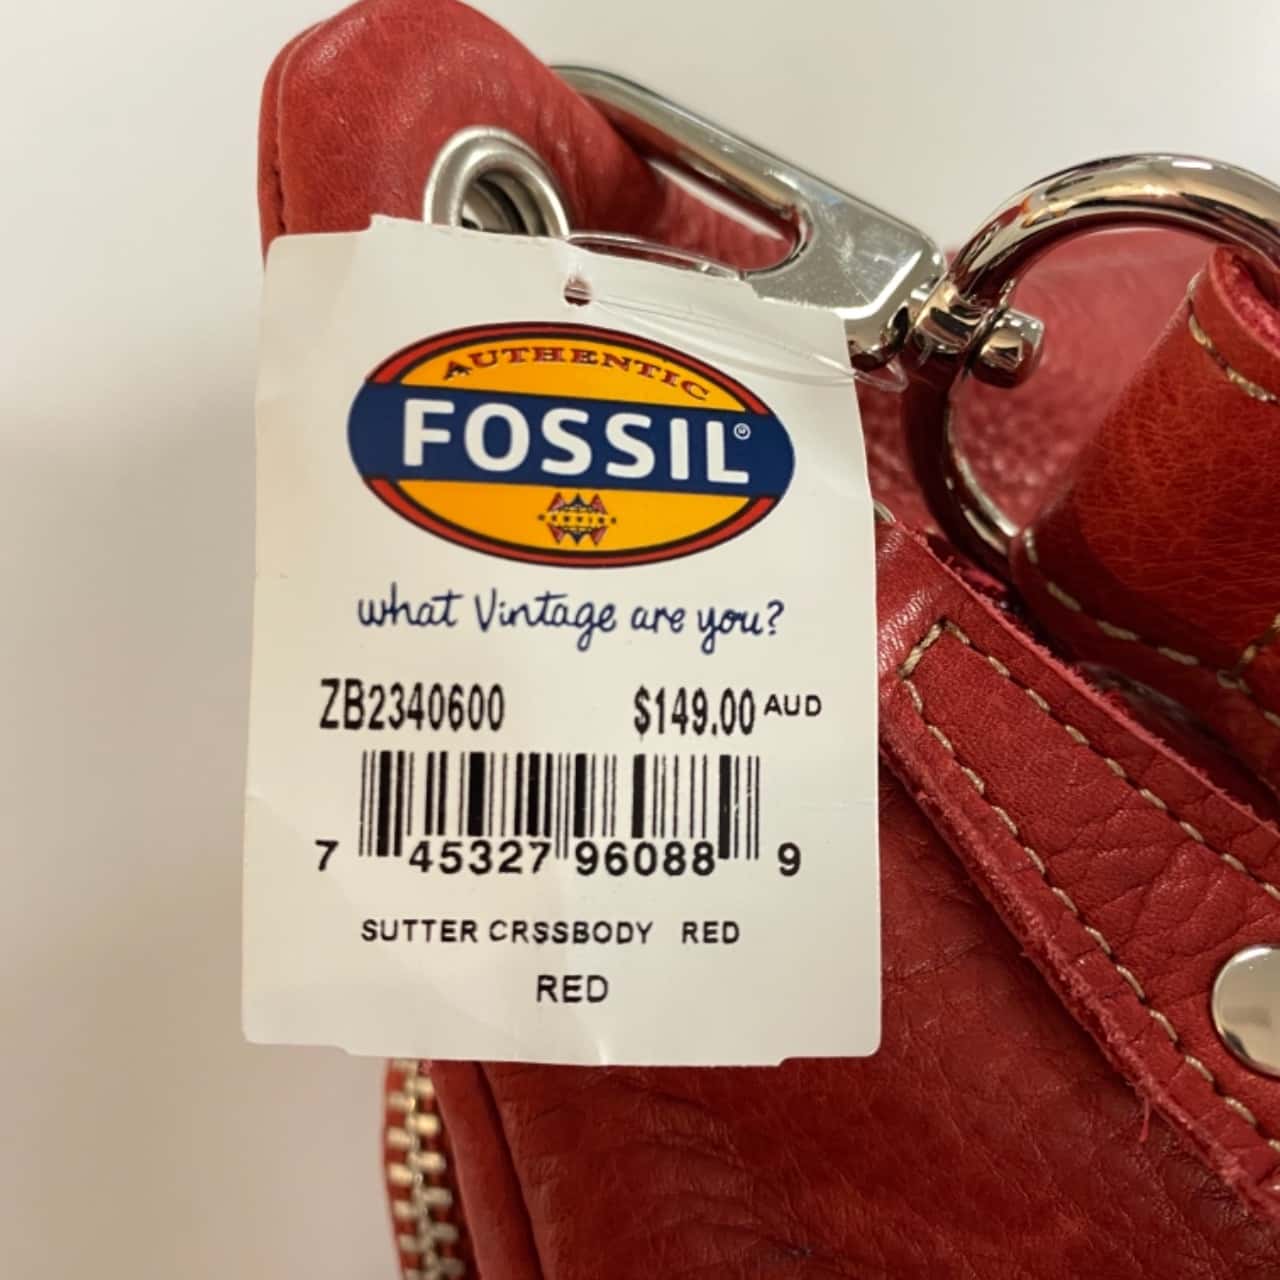 AUTHENTIC
FOSSIL®
what Vintage are you?
ZB2340600 $149.00 AUD
7 45327 96088 9
SUTTER CRSSBODY RED
RED